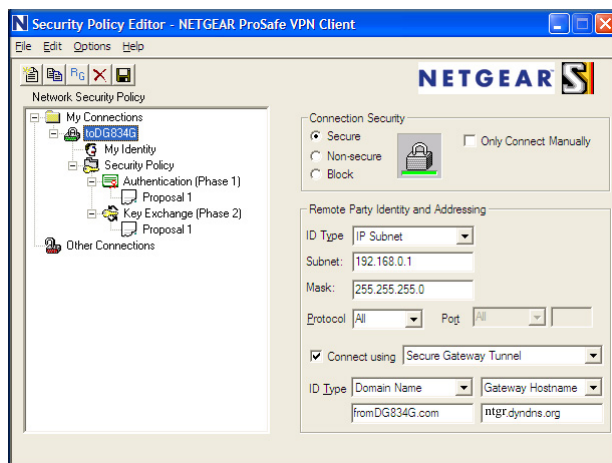 Security Policy Editor - NETGEAR ProSafe VPN Client
File Edit Options Help
NETGEAR
Network Security Policy
My Connections
toDG834G
My Identity
Security Policy
Authentication (Phase 1)
Proposal 1
Key Exchange (Phase 2)
Proposal 1
Other Connections
Connection Security
Secure
Non-secure
Block
Only Connect Manually
Remote Party Identity and Addressing
ID Type IP Subnet
Subnet: 192.168.0.1
Mask: 255.255.255.0
Protocol All Port All
Connect using Secure Gateway Tunnel
ID Type Domain Name Gateway Hostname
fromDG834G.com ntgr.dyndns.org